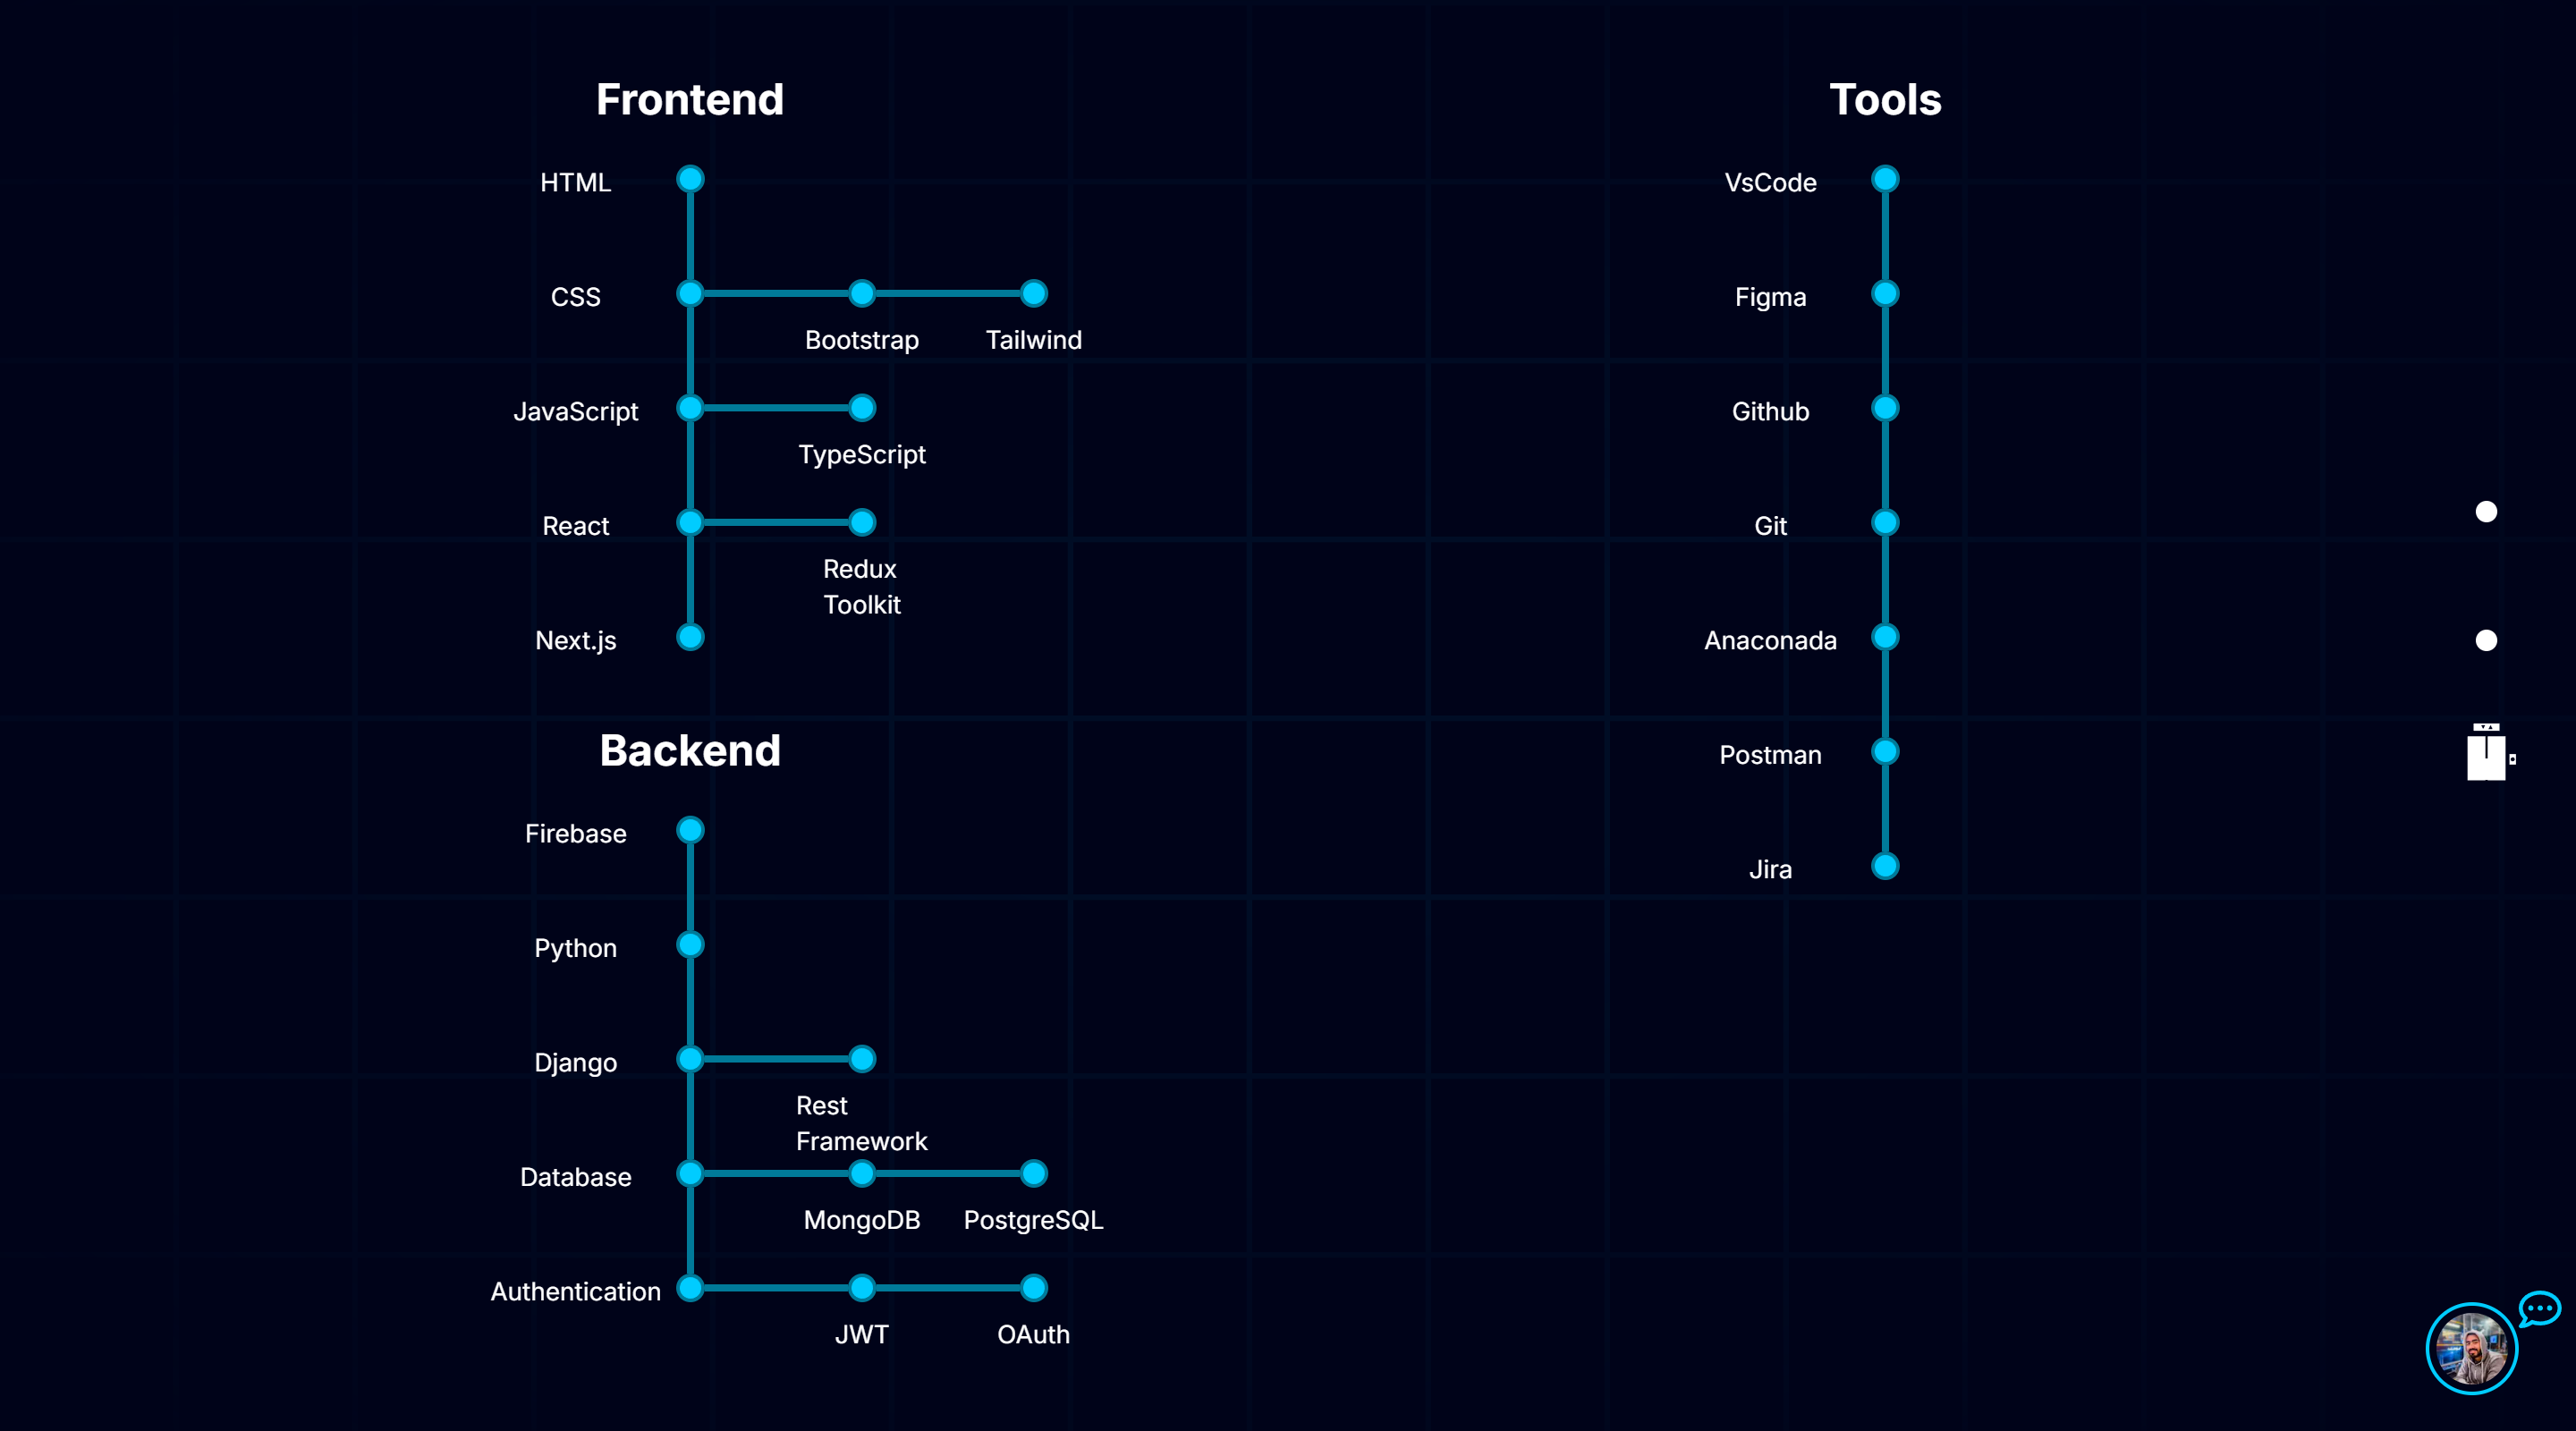 Frontend
HTML
CSS
Bootstrap
Tailwind
JavaScript
TypeScript
React
Redux
Toolkit
Next.js
Backend
Firebase
Python
Django
Rest
Framework
Database
MongoDB
PostgreSQL
Authentication
JWT
OAuth
Tools
VsCode
Figma
Github
Git
Anaconada
Postman
Jira